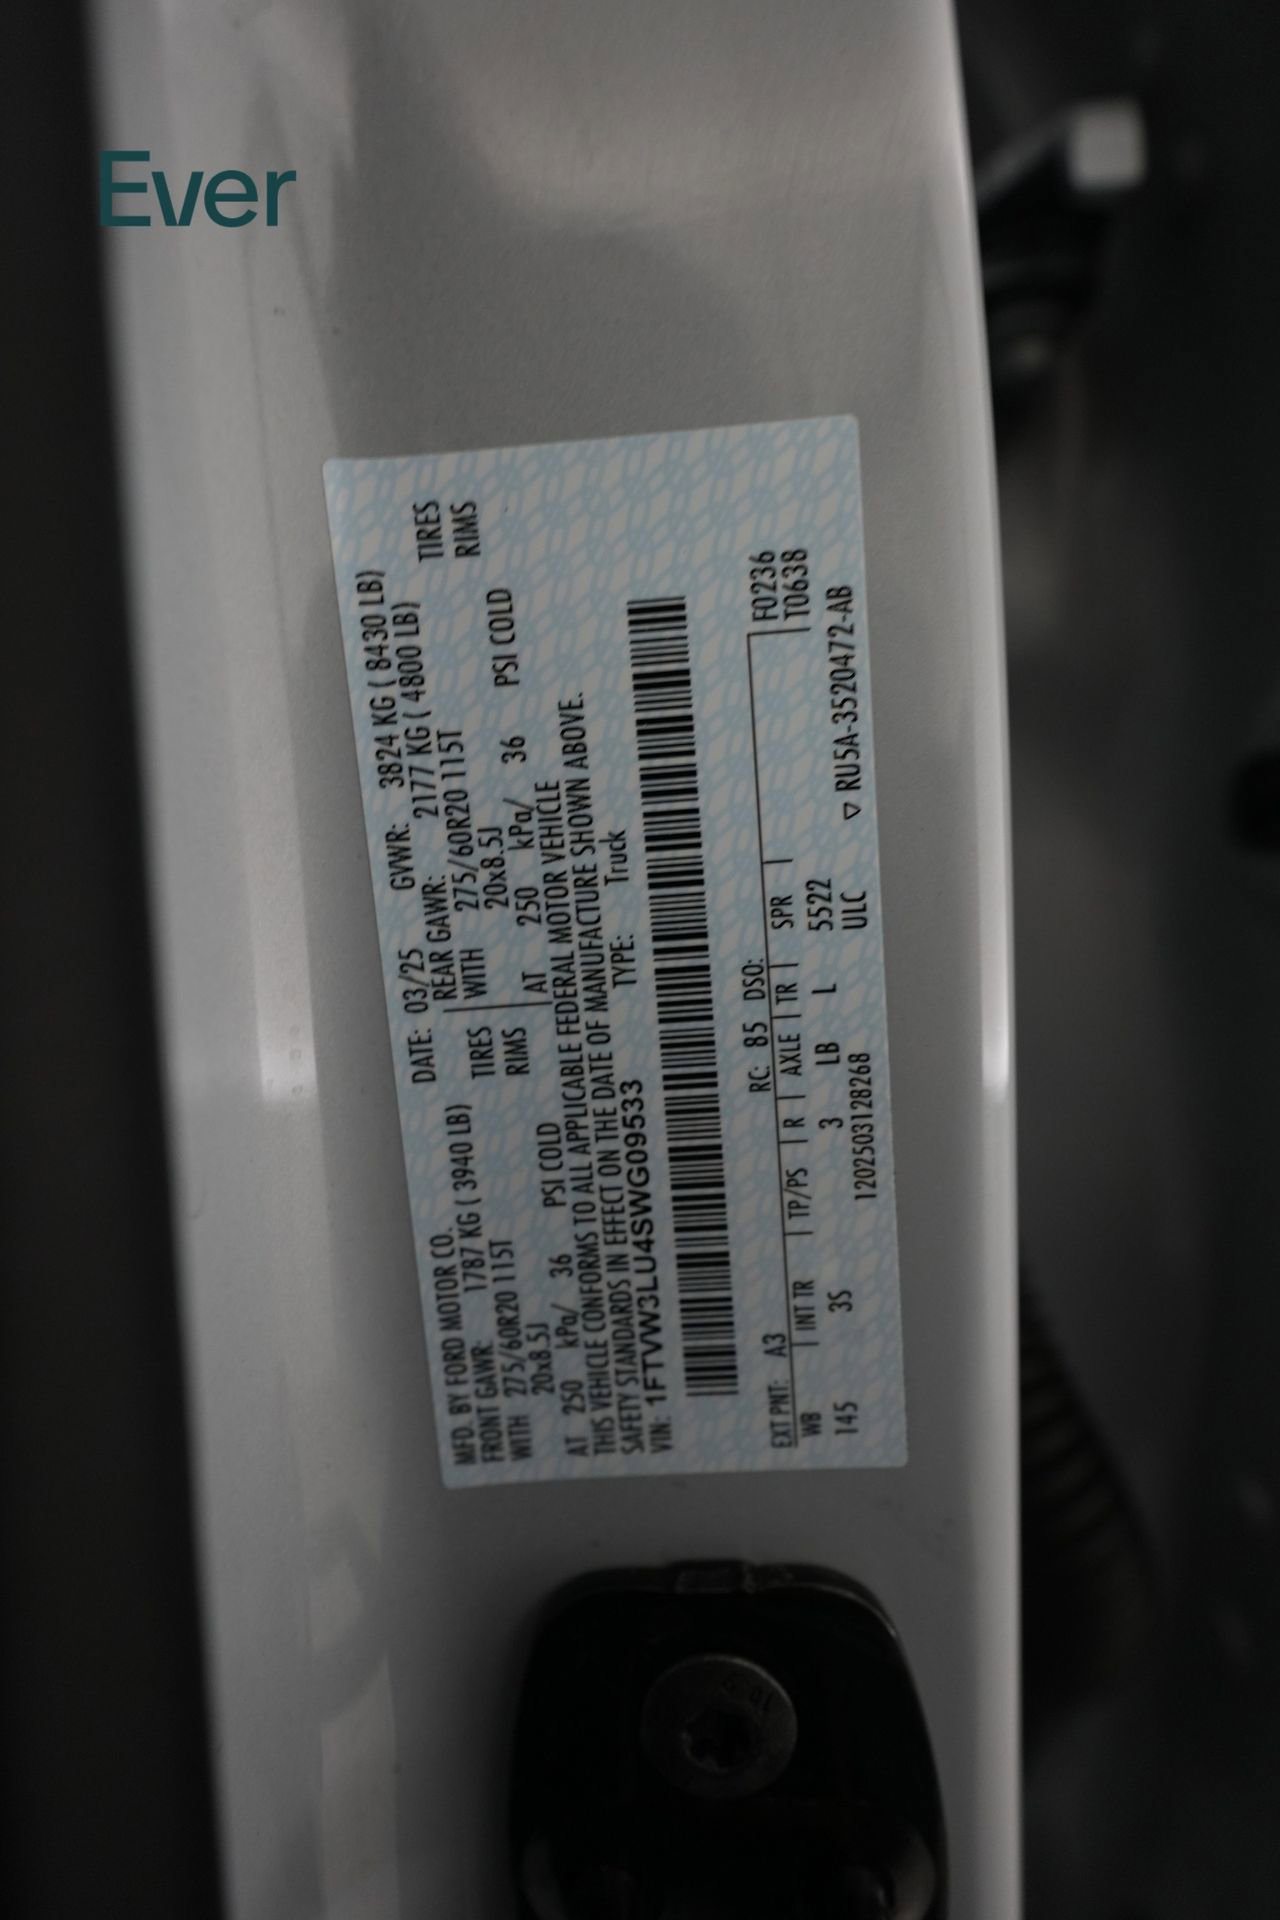 Ever
MFD. BY FORD MOTOR CO. DATE: 03/25 GVWR: 3824 KG ( 8430 LB)
FRONT GAWR: 1787 KG ( 3940 LB) REAR GAWR: 2177 KG ( 4800 LB)
WITH 275/60R20 115T TIRES WITH 275/60R20 115T TIRES
20x8.5J RIMS 20x8.5J RIMS
AT 250 kPa/ 36 PSI COLD AT 250 kPa/ 36 PSI COLD
THIS VEHICLE CONFORMS TO ALL APPLICABLE FEDERAL MOTOR VEHICLE
SAFETY STANDARDS IN EFFECT ON THE DATE OF MANUFACTURE SHOWN ABOVE.
VIN: 1FTVW3LU4SWG09533 TYPE: Truck
EXT PNT: A3 RC: 85 DSO: F0236
WB INT TR TP/PS R AXLE TR SPR T0638
145 3S 3 LB L 5522
1202503128268 ULC ▽ RU5A-3520472-AB
10.9